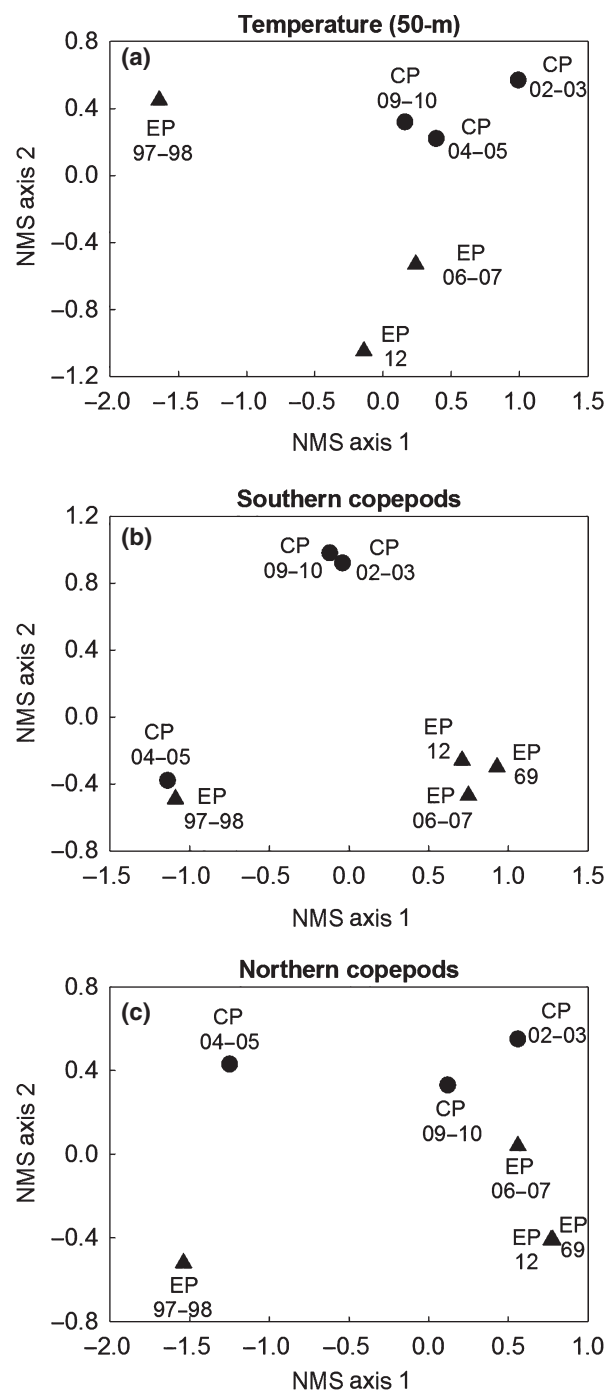 Temperature (50-m)
(a)
0.8
0.4
0.0
−0.4
−0.8
−1.2
NMS axis 2
EP
97−98
CP
09−10
CP
02−03
CP
04−05
EP
06−07
EP
12
−2.0 −1.5 −1.0 −0.5 0.0 0.5 1.0 1.5
NMS axis 1
Southern copepods
(b)
1.2
0.8
0.4
0.0
−0.4
−0.8
NMS axis 2
CP
09−10
CP
02−03
CP
04−05
EP
97−98
EP
12
EP
69
EP
06−07
−1.5 −1.0 −0.5 0.0 0.5 1.0 1.5
NMS axis 1
Northern copepods
(c)
0.8
0.4
0.0
−0.4
−0.8
NMS axis 2
CP
04−05
CP
02−03
CP
09−10
EP
06−07
EP
12
EP
69
EP
97−98
−2.0 −1.5 −1.0 −0.5 0.0 0.5 1.0
NMS axis 1